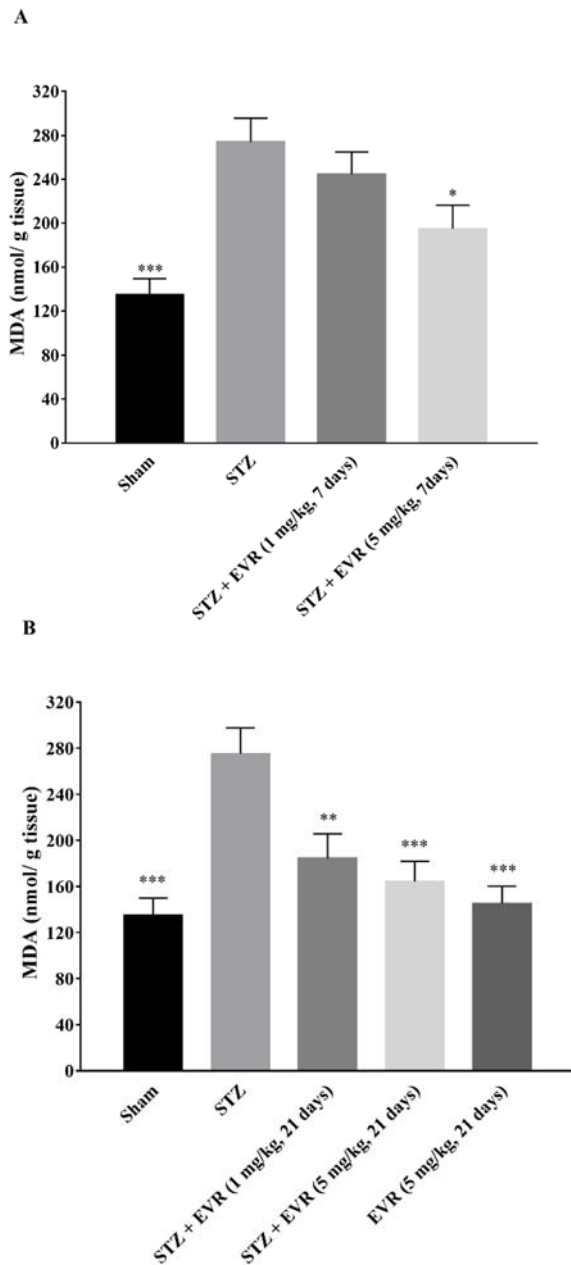 A
MDA (nmol/ g tissue)
320
280
240
200
160
120
80
40
0
***
*
Sham
STZ
STZ + EVR (1 mg/kg, 7 days)
STZ + EVR (5 mg/kg, 7days)
B
MDA (nmol/ g tissue)
320
280
240
200
160
120
80
40
0
***
**
***
***
Sham
STZ
STZ + EVR (1 mg/kg, 21 days)
STZ + EVR (5 mg/kg, 21 days)
EVR (5 mg/kg, 21 days)